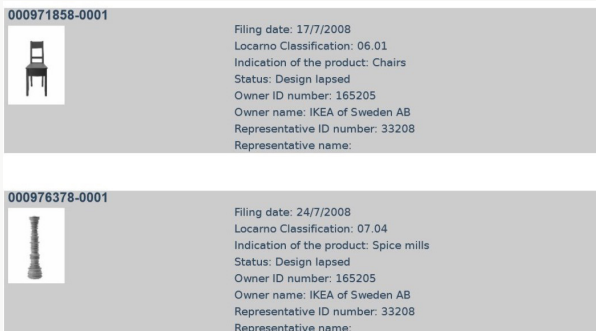 000971858-0001
Filing date: 17/7/2008
Locarno Classification: 06.01
Indication of the product: Chairs
Status: Design lapsed
Owner ID number: 165205
Owner name: IKEA of Sweden AB
Representative ID number: 33208
Representative name:
000976378-0001
Filing date: 24/7/2008
Locarno Classification: 07.04
Indication of the product: Spice mills
Status: Design lapsed
Owner ID number: 165205
Owner name: IKEA of Sweden AB
Representative ID number: 33208
Representative name: